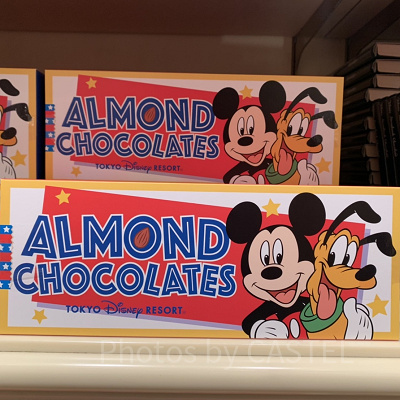 ALMOND
CHOCOLATES
TOKYO Disney RESORT
ALMOND
CHOCOLATES
TOKYO Disney RESORT
Photos by CASTEL